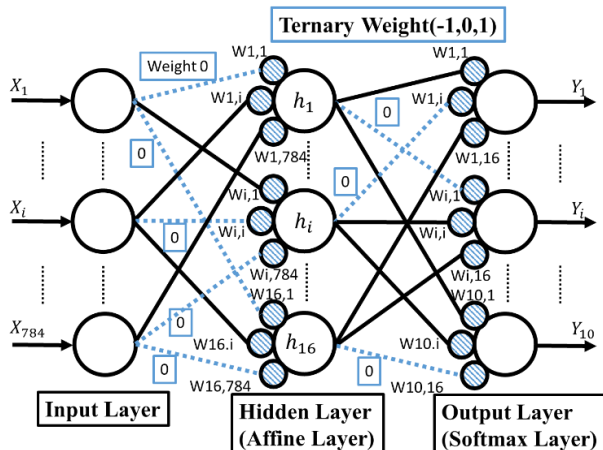 Ternary Weight(-1,0,1)
W1,1
W1,1
Weight 0
X1
h1
Y1
W1,i
0
W1,i
0
W1,784
W1,16
0
Wi,1
Wi,1
Xi
hi
Yi
Wi,i
Wi,i
0
Wi,784
Wi,16
W16,1
W10,1
0
X784
h16
Y10
W16.i
W10.i
0
0
W16,784
W10,16
Input Layer
Hidden Layer
(Affine Layer)
Output Layer
(Softmax Layer)